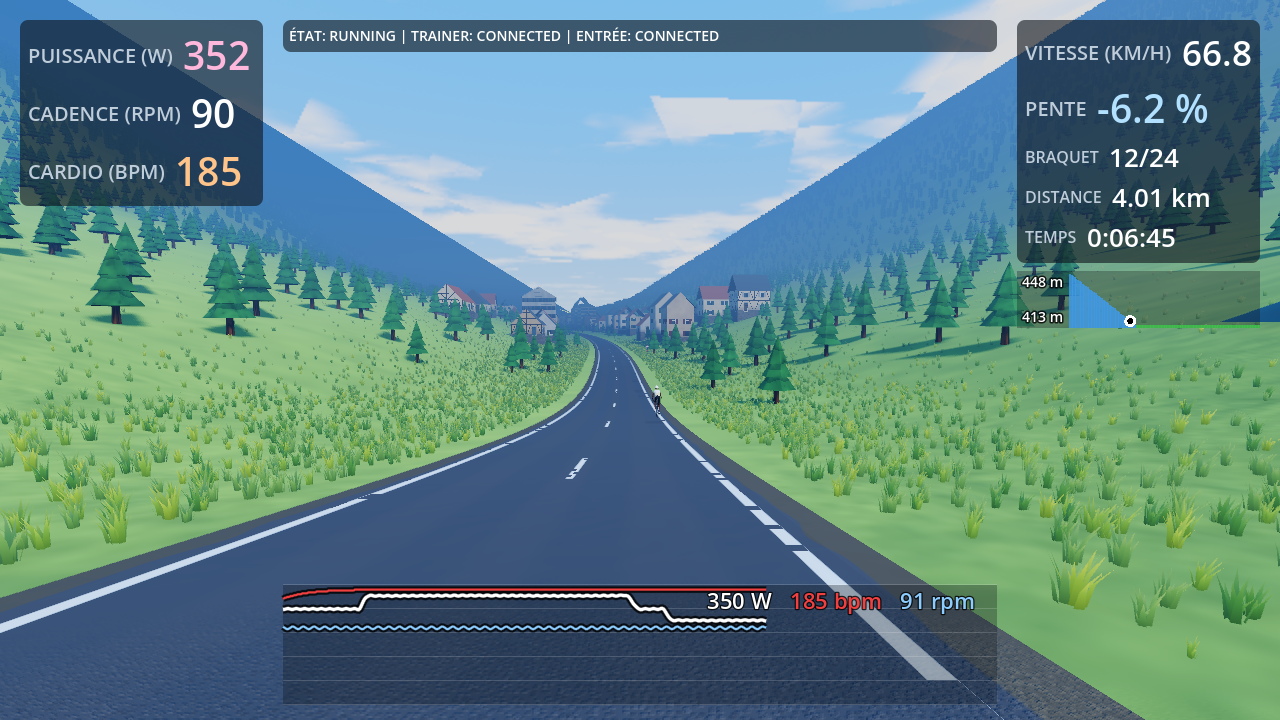 PUISSANCE (W) 352
CADENCE (RPM) 90
CARDIO (BPM) 185
ÉTAT: RUNNING | TRAINER: CONNECTED | ENTRÉE: CONNECTED
VITESSE (KM/H) 66.8
PENTE -6.2 %
BRAQUET 12/24
DISTANCE 4.01 km
TEMPS 0:06:45
448 m
413 m
350 W 185 bpm 91 rpm